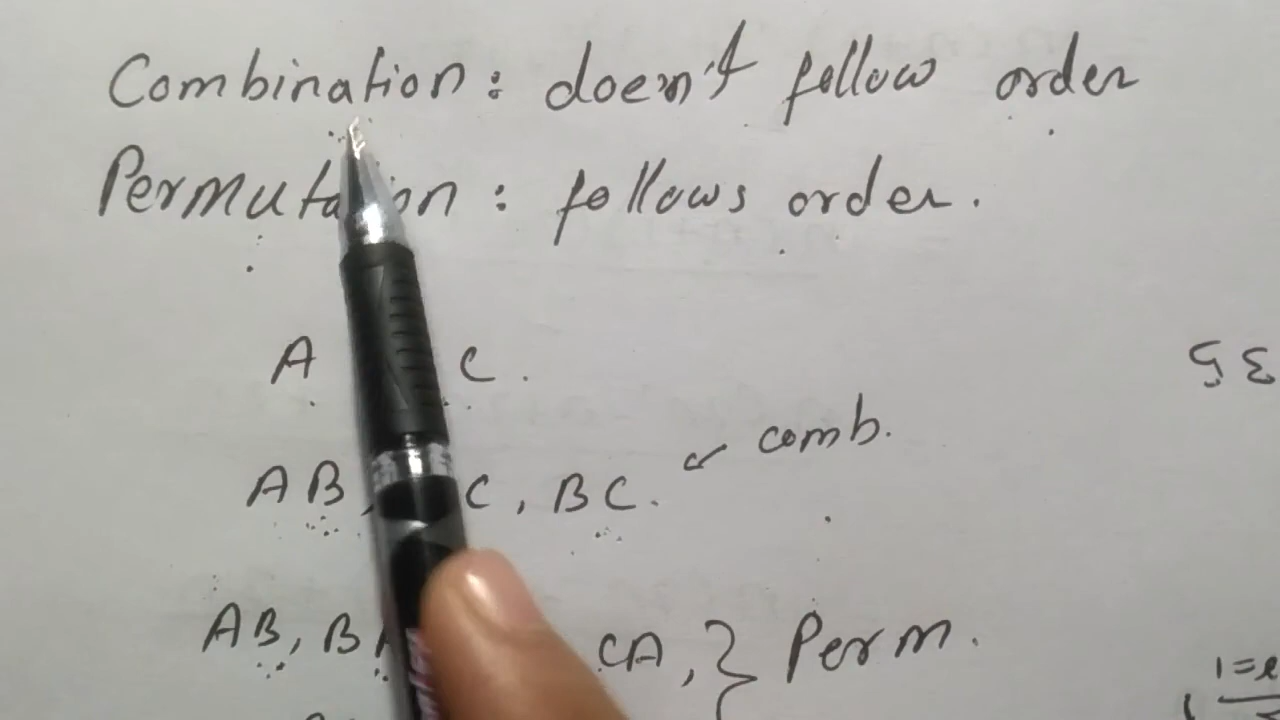 Combination: doesn't follow order
Permutation: follows order.
A C.
AB, C, BC. ↙ comb.
AB, B CA, } Perm.